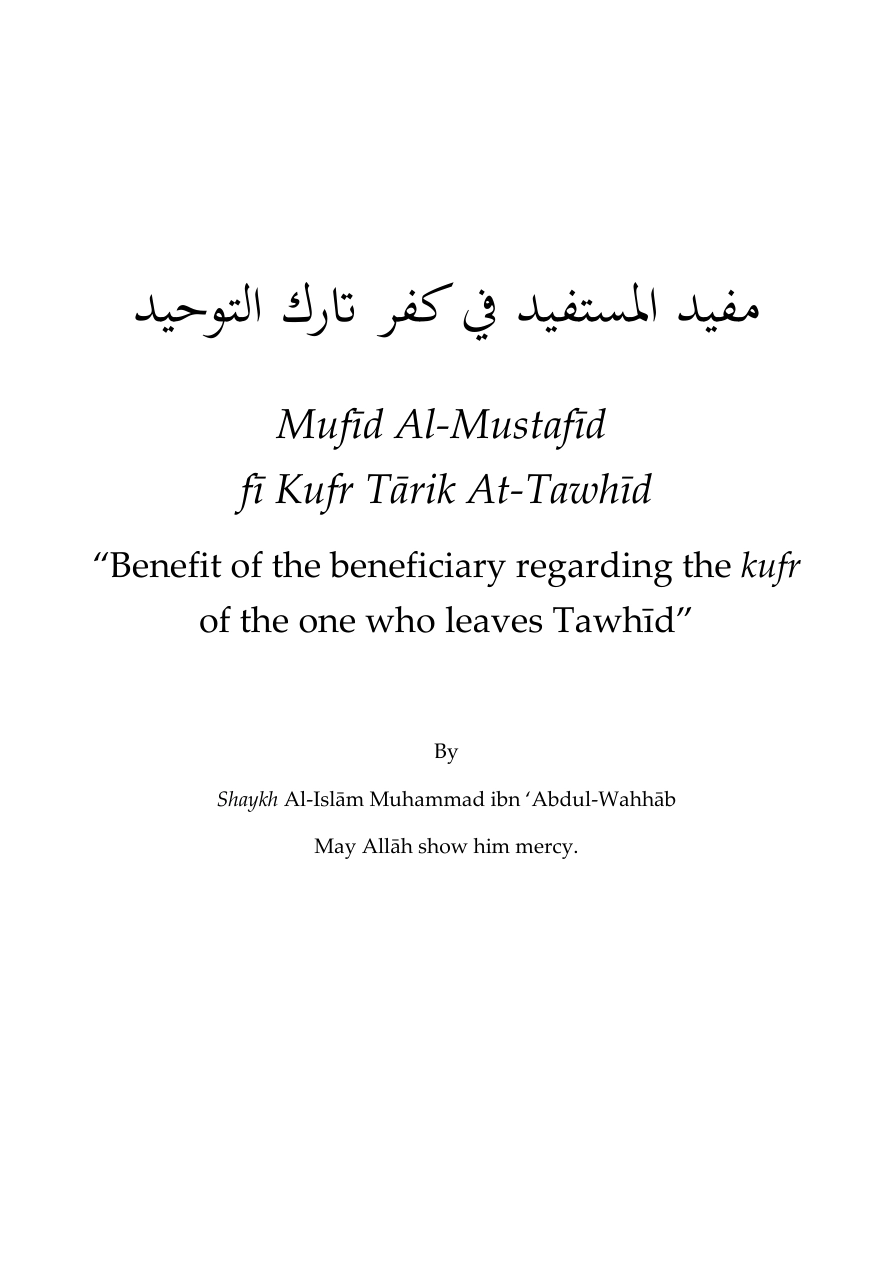 مفيد المستفيد في كفر تارك التوحيد
Mufīd Al-Mustafīd
fī Kufr Tārik At-Tawhīd
“Benefit of the beneficiary regarding the kufr
of the one who leaves Tawhīd”
By
Shaykh Al-Islām Muhammad ibn ‘Abdul-Wahhāb
May Allāh show him mercy.